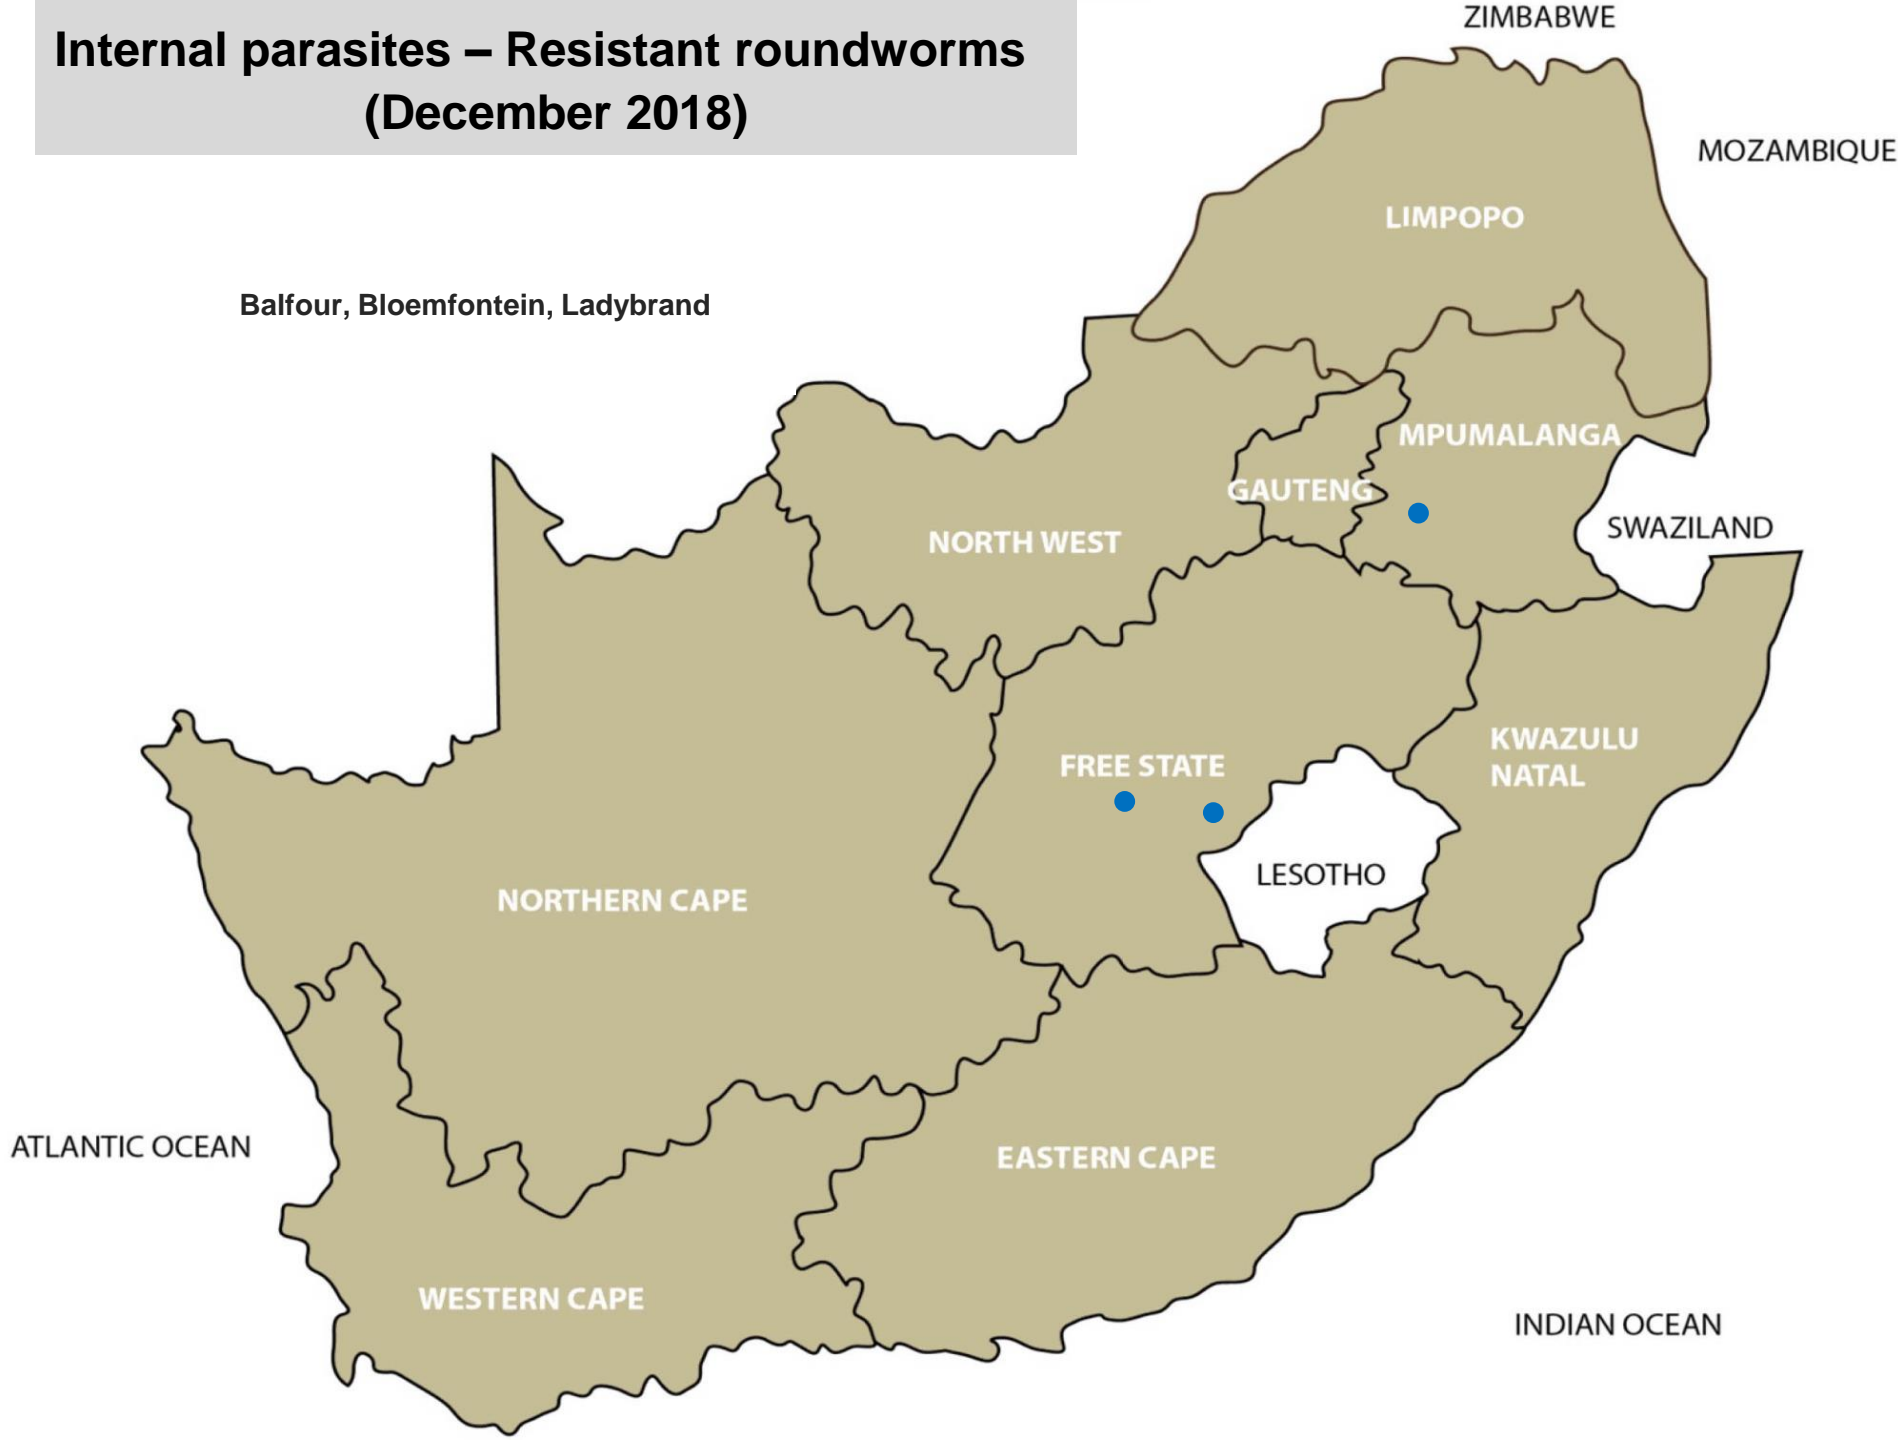 Internal parasites – Resistant roundworms
(December 2018)
ZIMBABWE
MOZAMBIQUE
LIMPOPO
Balfour, Bloemfontein, Ladybrand
MPUMALANGA
GAUTENG
NORTH WEST
SWAZILAND
FREE STATE
KWAZULU
NATAL
LESOTHO
NORTHERN CAPE
ATLANTIC OCEAN
EASTERN CAPE
WESTERN CAPE
INDIAN OCEAN